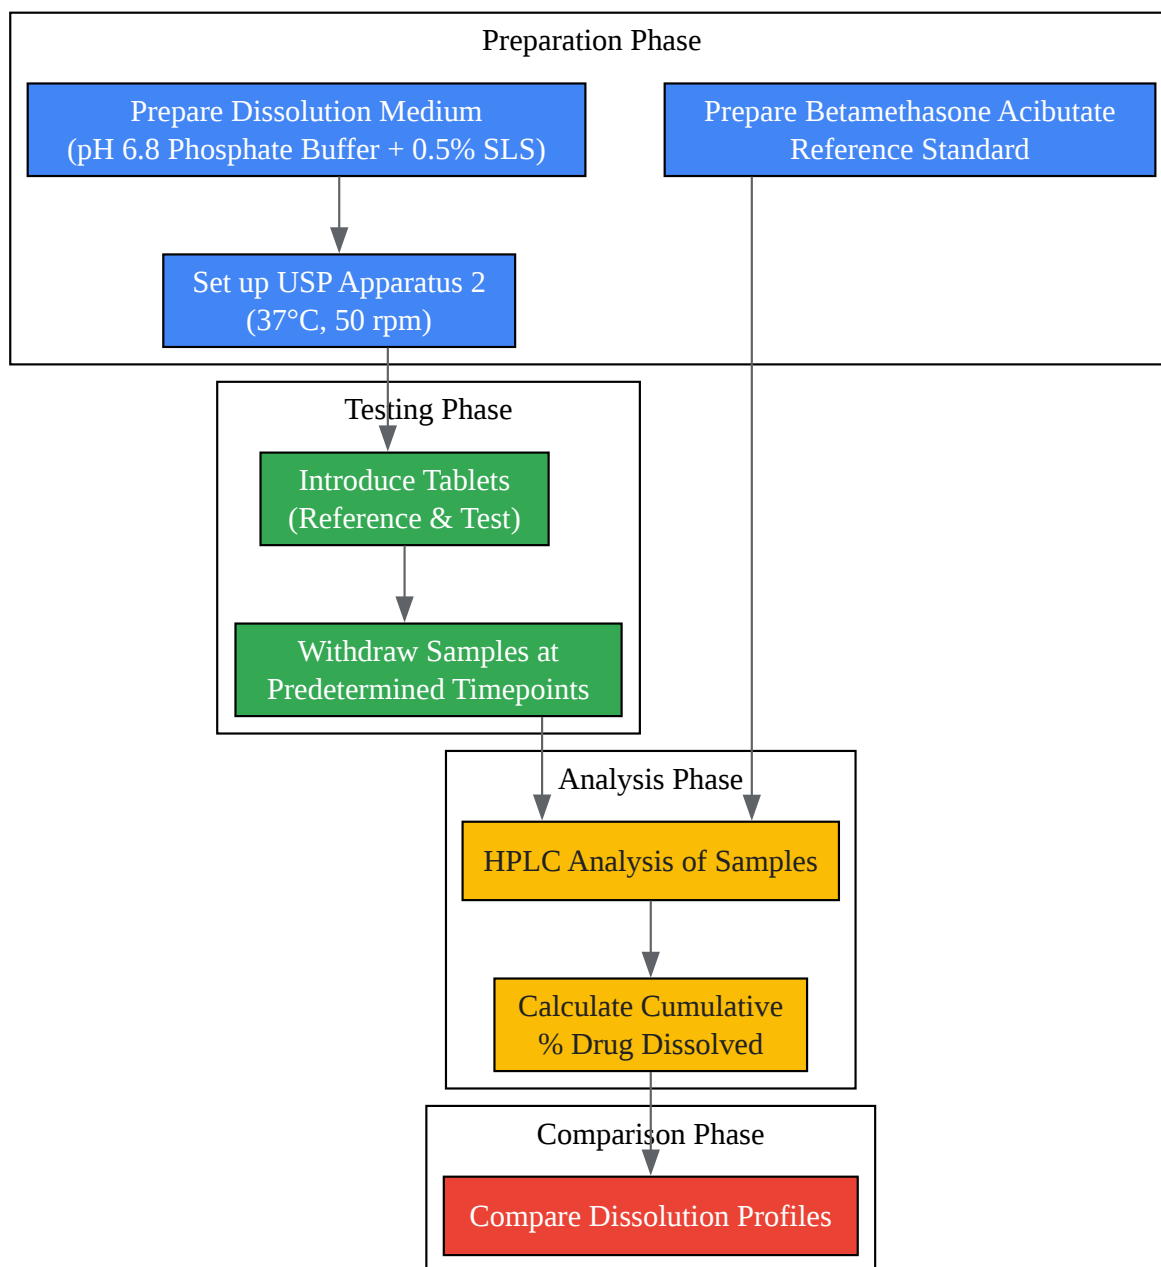 Preparation Phase
Prepare Dissolution Medium
(pH 6.8 Phosphate Buffer + 0.5% SLS)
Prepare Betamethasone Acibutate
Reference Standard
Set up USP Apparatus 2
(37°C, 50 rpm)
Testing Phase
Introduce Tablets
(Reference & Test)
Withdraw Samples at
Predetermined Timepoints
Analysis Phase
HPLC Analysis of Samples
Calculate Cumulative
% Drug Dissolved
Comparison Phase
Compare Dissolution Profiles